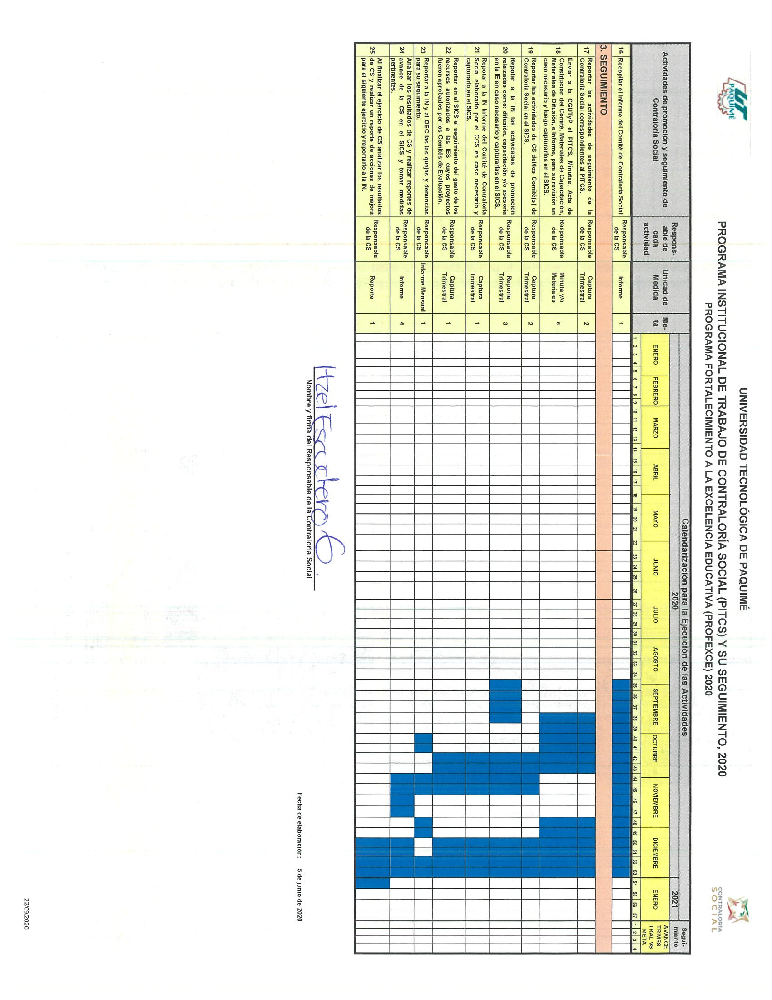 UT
PAQUIMÉ
UNIVERSIDAD TECNOLÓGICA DE PAQUIMÉ
PROGRAMA INSTITUCIONAL DE TRABAJO DE CONTRALORÍA SOCIAL (PITCS) Y SU SEGUIMIENTO, 2020
PROGRAMA FORTALECIMIENTO A LA EXCELENCIA EDUCATIVA (PROFEXCE) 2020
CONTRALORÍA
SOCIAL
Actividades de promoción y seguimiento de
Contraloría Social
Respons-
able de
cada
actividad
Unidad de
Medida
Me-
ta
Calendarización para la Ejecución de las Actividades
2020
2021
Segui-
miento
ENERO FEBRERO MARZO ABRIL MAYO JUNIO JULIO AGOSTO SEPTIEMBRE OCTUBRE NOVIEMBRE DICIEMBRE ENERO
AVANCE
TRIMES-
TRAL VS
META
1 2 3 4 5 6 7 8 9 10 11 12 13 14 15 16 17 18 19 20 21 22 23 24 25 26 27 28 29 30 31 32 33 34 35 36 37 38 39 40 41 42 43 44 45 46 47 48 49 50 51 52 53 54 55 56 57 1 2 3 4
16 Recopilar el Informe del Comité de Contraloría Social
Responsable
de la CS
Informe
1
3. SEGUIMIENTO
17 Reportar las actividades de seguimiento de la
Contraloría Social correspondientes al PITCS.
Responsable
de la CS
Captura
Trimestral
2
18 Enviar a la CGUTyP el PITCS, Minutas, Acta de
Constitución del Comité, Materiales de Capacitación,
Materiales de Difusión, e Informe, para su revisión en
caso necesario y luego capturarlos en el SICS.
Responsable
de la CS
Minuta y/o
Materiales
6
19 Reportar las actividades de CS del/los Comité(s) de
Contraloría Social en el SICS.
Responsable
de la CS
Captura
Trimestral
2
20 Repotar a la IN las actividades de promoción
relaizadas como: difusión, capacitación y/o asesoría
en la IE en caso necesario y capturarlas en el SICS.
Responsable
de la CS
Reporte
Trimestral
3
21 Repotar a la IN Informe del Comité de Contraloría
Social elaborado por el CCS en caso necesario y
capturarlo en el SICS.
Responsable
de la CS
Captura
Trimestral
1
22 Reportar en el SICS el seguimiento del gasto de los
recursos autorizados a las IES cuyos proyectos
fueron aprobados por los Comités de Evaluación.
Responsable
de la CS
Captura
Trimestral
1
23 Reportar a la IN y al OEC las las quejas y denuncias
para su seguimiento.
Responsable
de la CS
Informe Mensual
1
24 Analizar los resultados de CS y realizar reportes de
avance de la CS en el SICS y tomar medidas
pertinentes.
Responsable
de la CS
Informe
4
25 Al finalizar el ejercicio de CS analizar los resultados
de CS y realizar un reporte de acciones de mejora
para el siguiente ejercicio y reportarlo a la IN.
Responsable
de la CS
Reporte
1
Nombre y firma del Responsable de la Contraloría Social
Fecha de elaboración: 5 de junio de 2020
22/09/2020